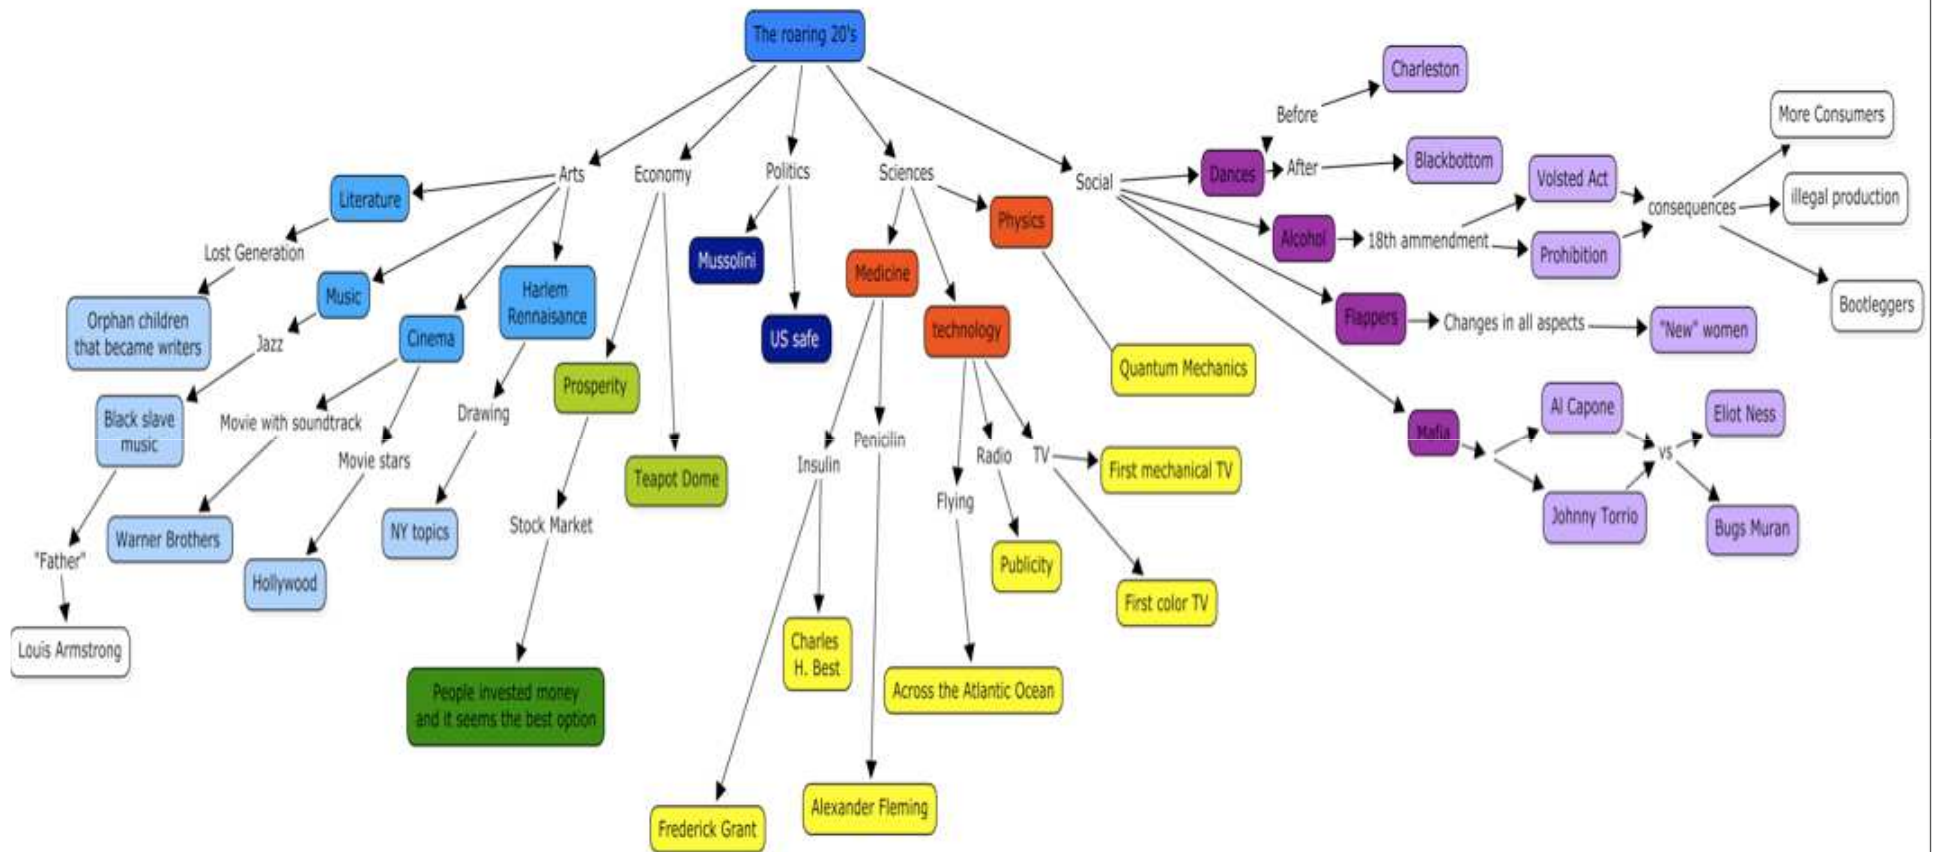 The roaring 20's
Arts
Economy
Politics
Sciences
Social
Literature
Lost Generation
Orphan children
that became writers
Music
Jazz
Black slave
music
"Father"
Louis Armstrong
Cinema
Movie with soundtrack
Warner Brothers
Movie stars
Hollywood
Harlem
Rennaisance
Drawing
NY topics
Prosperity
Stock Market
People invested money
and it seems the best option
Teapot Dome
Mussolini
US safe
Medicine
Insulin
Frederick Grant
Charles
H. Best
Penicilin
Alexander Fleming
technology
Flying
Across the Atlantic Ocean
Radio
Publicity
TV
First mechanical TV
First color TV
Physics
Quantum Mechanics
Dances
Before
Charleston
After
Blackbottom
Alcohol
18th ammendment
Volsted Act
Prohibition
consequences
More Consumers
illegal production
Bootleggers
Flappers
Changes in all aspects
"New" women
Mafia
Al Capone
Johnny Torrio
vs
Eliot Ness
Bugs Muran